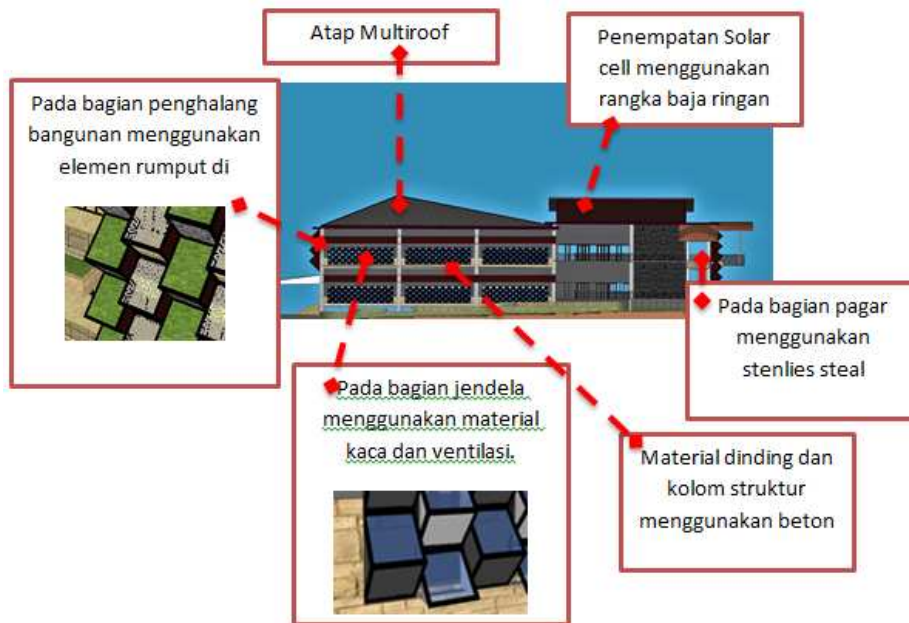 Atap Multiroof
Penempatan Solar
cell menggunakan
rangka baja ringan
Pada bagian penghalang
bangunan menggunakan
elemen rumput di
Pada bagian pagar
menggunakan
stenlies steal
Pada bagian jendela
menggunakan material
kaca dan ventilasi.
Material dinding dan
kolom struktur
menggunakan beton